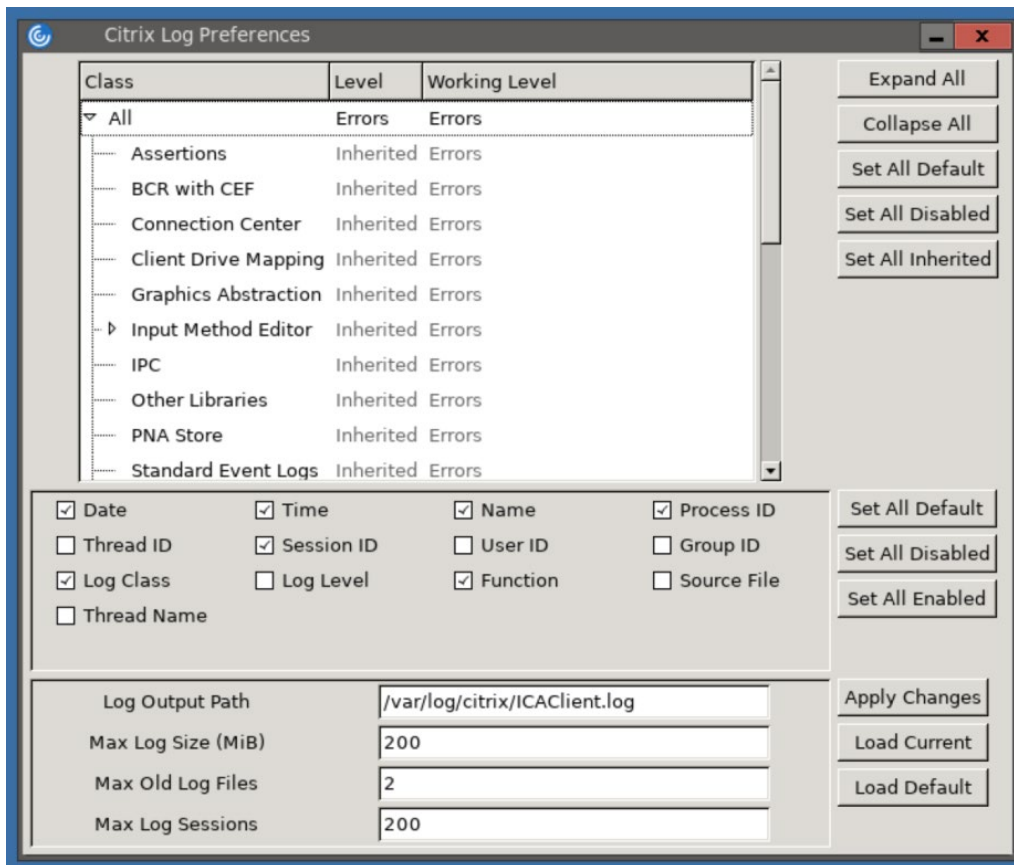 Citrix Log Preferences
Class Level Working Level
Expand All
All Errors Errors
Collapse All
Assertions Inherited Errors
Set All Default
BCR with CEF Inherited Errors
Set All Disabled
Connection Center Inherited Errors
Set All Inherited
Client Drive Mapping Inherited Errors
Graphics Abstraction Inherited Errors
Input Method Editor Inherited Errors
IPC Inherited Errors
Other Libraries Inherited Errors
PNA Store Inherited Errors
Standard Event Logs Inherited Errors
Date Time Name Process ID
Set All Default
Thread ID Session ID User ID Group ID
Set All Disabled
Log Class Log Level Function Source File
Set All Enabled
Thread Name
Log Output Path /var/log/citrix/ICAClient.log
Apply Changes
Max Log Size (MiB) 200
Load Current
Max Old Log Files 2
Load Default
Max Log Sessions 200